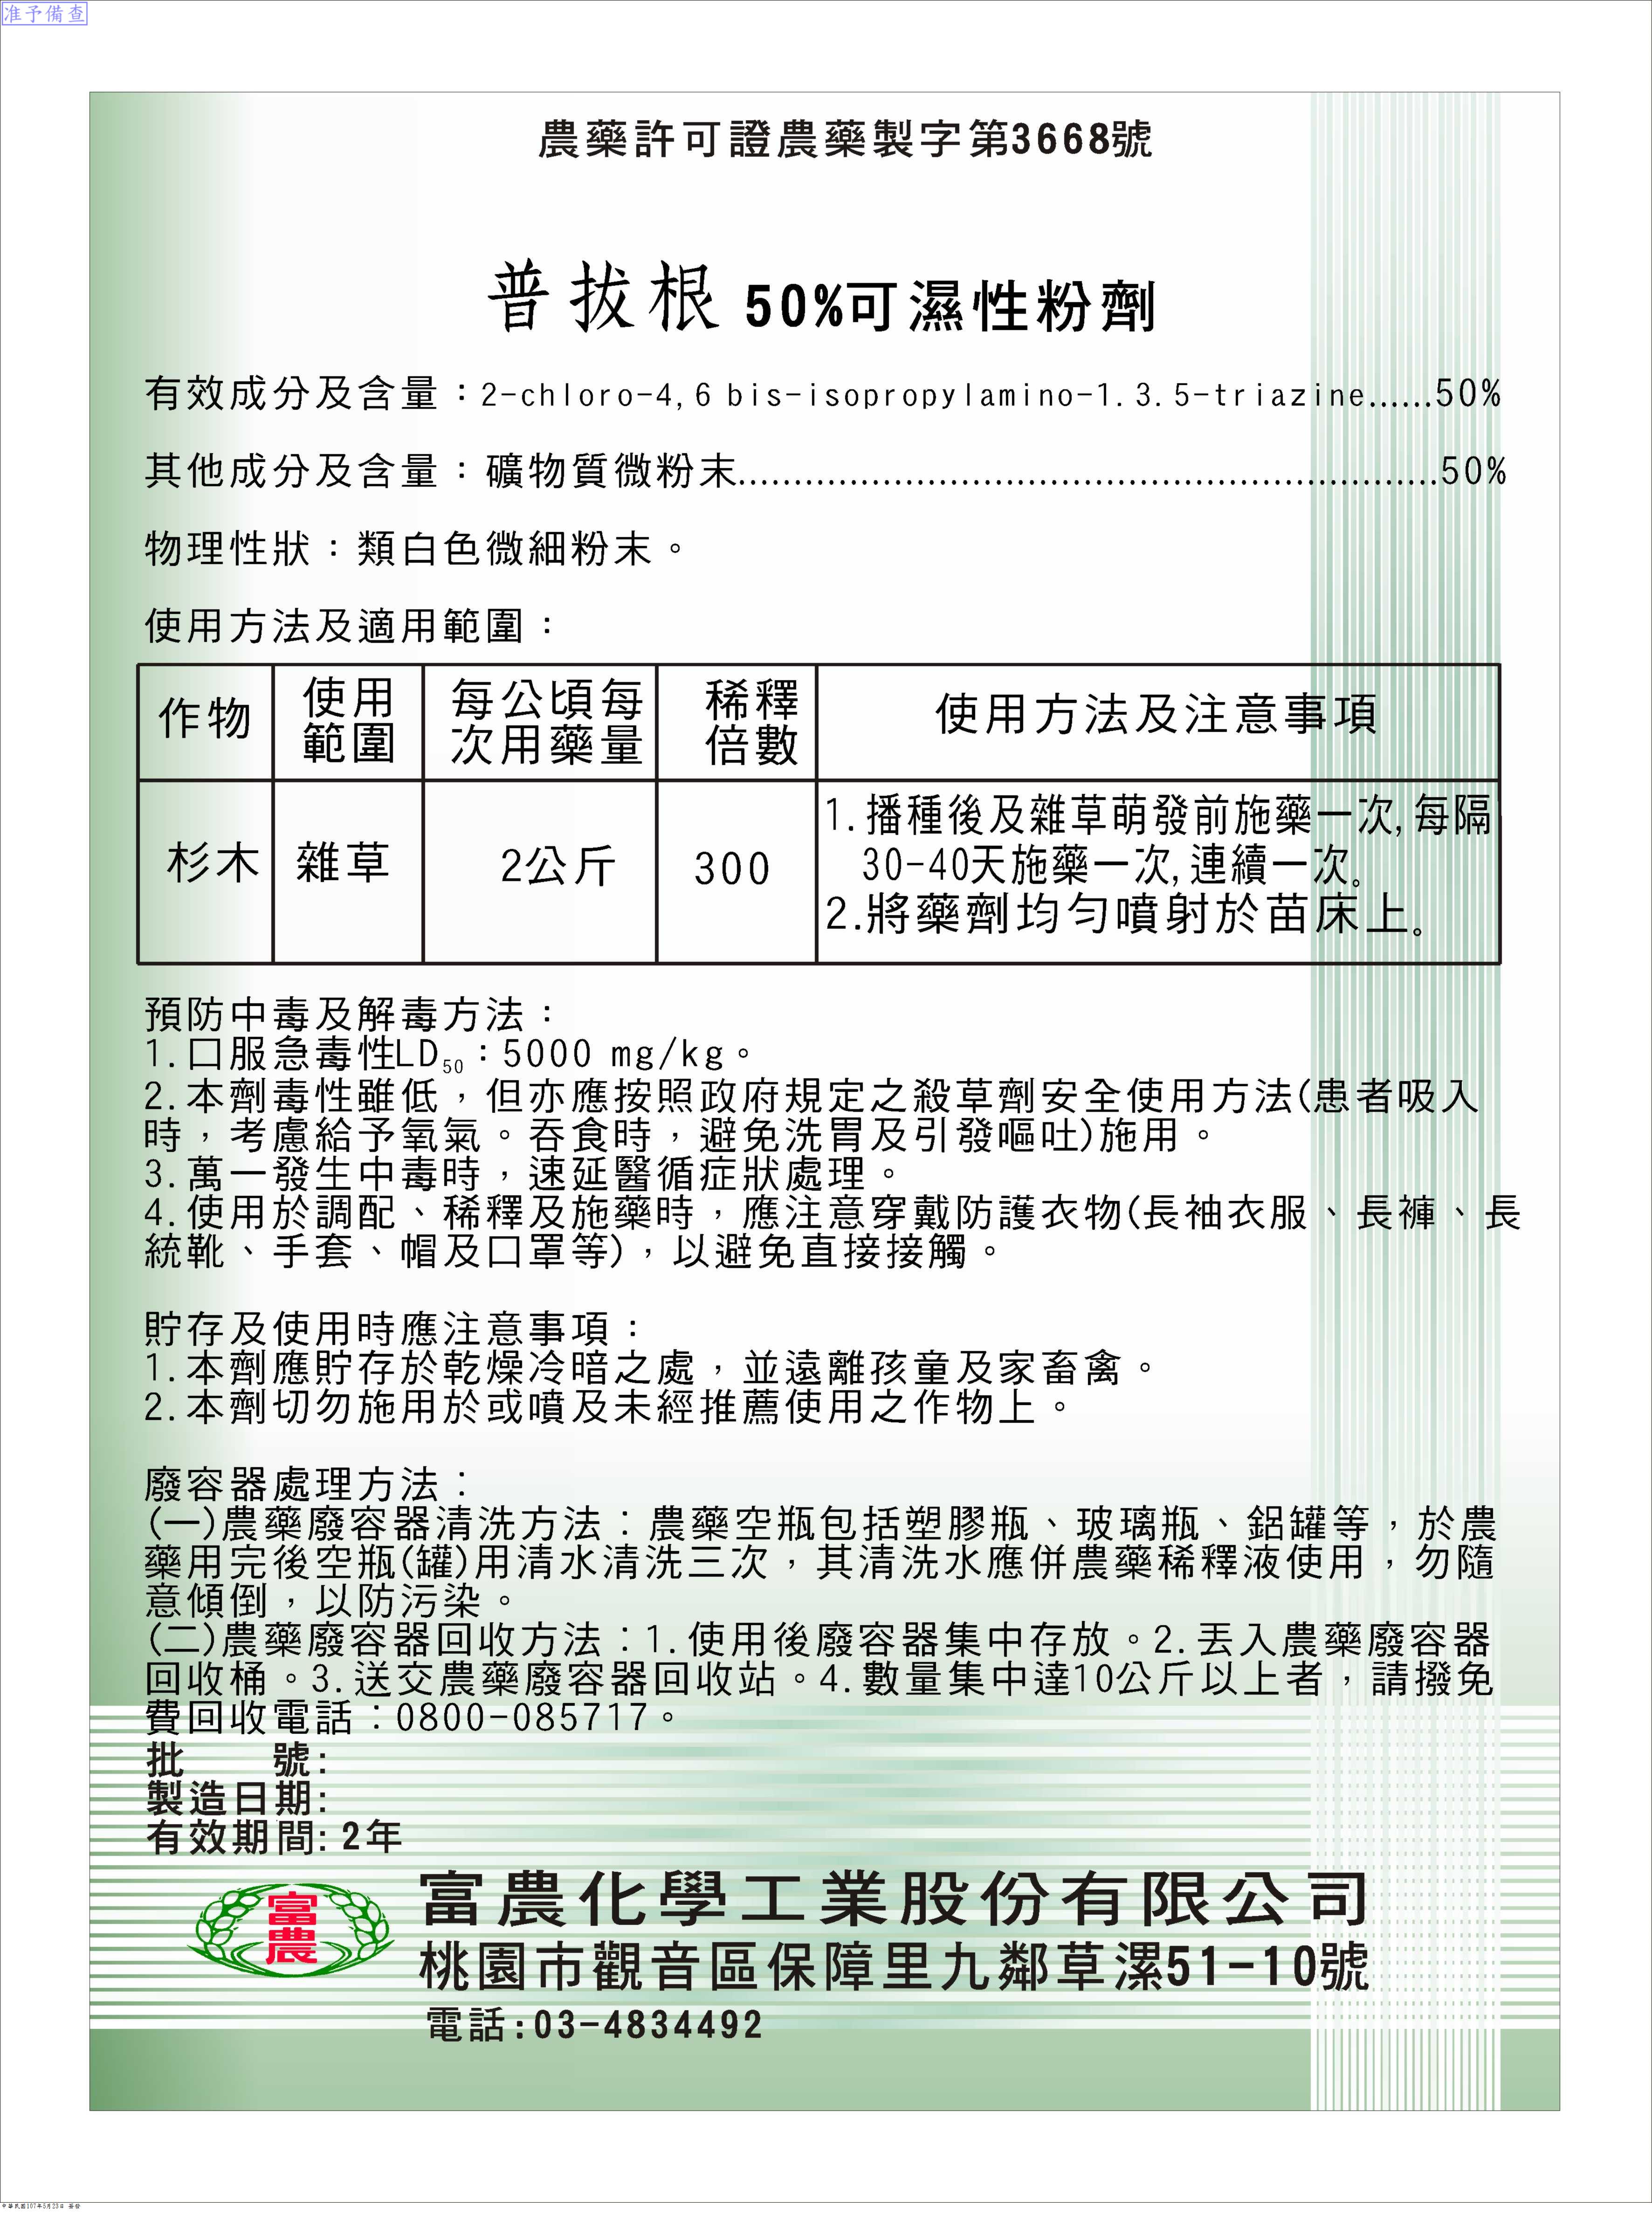 准予備查
農藥許可證農藥製字第3668號
普拔根 50%可濕性粉劑
有效成分及含量：2-chloro-4,6 bis-isopropylamino-1.3.5-triazine......50%
其他成分及含量：礦物質微粉末..............................................................50%
物理性狀：類白色微細粉末。
使用方法及適用範圍：
作物 使用範圍 每公頃每次用藥量 稀釋倍數 使用方法及注意事項
杉木 雜草 2公斤 300
1.播種後及雜草萌發前施藥一次,每隔
30-40天施藥一次,連續一次。
2.將藥劑均勻噴射於苗床上。
預防中毒及解毒方法：
1.口服急毒性LD50：5000 mg/kg。
2.本劑毒性雖低，但亦應按照政府規定之殺草劑安全使用方法(患者吸入
時，考慮給予氧氣。吞食時，避免洗胃及引發嘔吐)施用。
3.萬一發生中毒時，速延醫循症狀處理。
4.使用於調配、稀釋及施藥時，應注意穿戴防護衣物(長袖衣服、長褲、長
統靴、手套、帽及口罩等)，以避免直接接觸。
貯存及使用時應注意事項：
1.本劑應貯存於乾燥冷暗之處，並遠離孩童及家畜禽。
2.本劑切勿施用於或噴及未經推薦使用之作物上。
廢容器處理方法：
(一)農藥廢容器清洗方法：農藥空瓶包括塑膠瓶、玻璃瓶、鋁罐等，於農
藥用完後空瓶(罐)用清水清洗三次，其清洗水應併農藥稀釋液使用，勿隨
意傾倒，以防污染。
(二)農藥廢容器回收方法：1.使用後廢容器集中存放。2.丟入農藥廢容器
回收桶。3.送交農藥廢容器回收站。4.數量集中達10公斤以上者，請撥免
費回收電話：0800-085717。
批　　號:
製造日期:
有效期間: 2年
富農
富農化學工業股份有限公司
桃園市觀音區保障里九鄰草漯51-10號
電話:03-4834492
中華民國107年5月23日